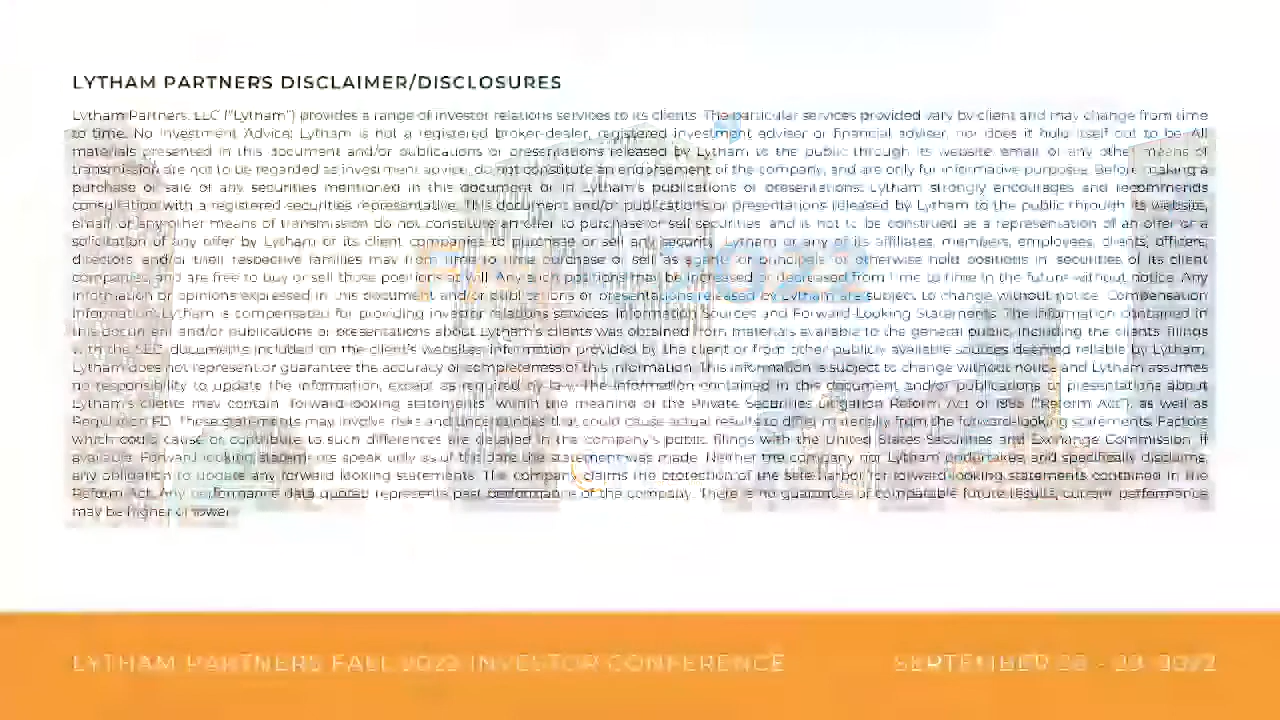 LYTHAM PARTNERS DISCLAIMER/DISCLOSURES
Lytham Partners, LLC ("Lytham") provides a range of investor relations services to its clients. The particular services provided vary by client and may change from time
to time. No Investment Advice: Lytham is not a registered broker-dealer, registered investment adviser or financial adviser, nor does it hold itself out to be. All
materials presented in this document and/or publications or presentations released by Lytham to the public through its website, email or any other means of
transmission are not to be regarded as investment advice, do not constitute an endorsement of the company, and are only for informative purposes. Before making a
purchase or sale of any securities mentioned in this document or in Lytham's publications or presentations, Lytham strongly encourages and recommends
consultation with a registered securities representative. This document and/or publications or presentations released by Lytham to the public through its website,
email, or any other means of transmission do not constitute an offer to purchase or sell securities and is not to be construed as a representation of an offer or a
solicitation of any offer by Lytham or its client companies to purchase or sell any security. Lytham or any of its affiliates, members, employees, clients, officers,
directors, and/or their respective families may from time to time purchase or sell as agents or principals or otherwise hold positions in securities of its client
companies, and are free to buy or sell those positions at will. Any such positions may be increased or decreased from time to time in the future without notice. Any
information or opinions expressed in this document and/or publications or presentations released by Lytham are subject to change without notice. Compensation
Information: Lytham is compensated for providing investor relations services. Information Sources and Forward-Looking Statements: The information contained in
this document and/or publications or presentations about Lytham's clients was obtained from materials available to the general public, including the clients' filings
with the SEC, documents included on the client's websites, information provided by the client or from other publicly available sources deemed reliable by Lytham.
Lytham does not represent or guarantee the accuracy or completeness of this information. This information is subject to change without notice and Lytham assumes
no responsibility to update the information, except as required by law. The information contained in this document and/or publications or presentations about
Lytham's clients may contain "forward-looking statements" within the meaning of the Private Securities Litigation Reform Act of 1995 ("Reform Act"), as well as
Regulation FD. These statements may involve risks and uncertainties that could cause actual results to differ materially from the forward-looking statements. Factors
which could cause or contribute to such differences are detailed in the company's public filings with the United States Securities and Exchange Commission, if
available. Forward looking statements speak only as of the date the statement was made. Neither the company nor Lytham undertakes, and specifically disclaims,
any obligation to update any forward looking statements. The company claims the protection of the safe harbor for forward-looking statements contained in the
Reform Act. Any performance data quoted represents past performance of the company. There is no guarantee of comparable future results; current performance
may be higher or lower.
LYTHAM PARTNERS FALL 2022 INVESTOR CONFERENCE
SEPTEMBER 28 - 29, 2022